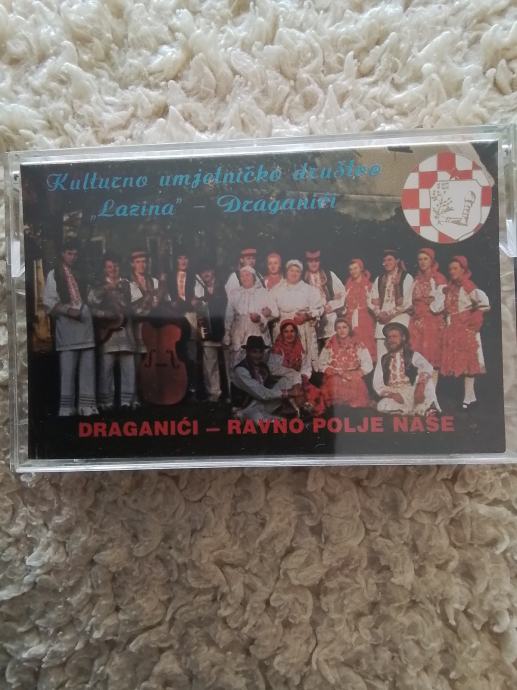 Kulturno umjetničko društvo
„Lazina” – Draganići
DRAGANIĆI – RAVNO POLJE NAŠE